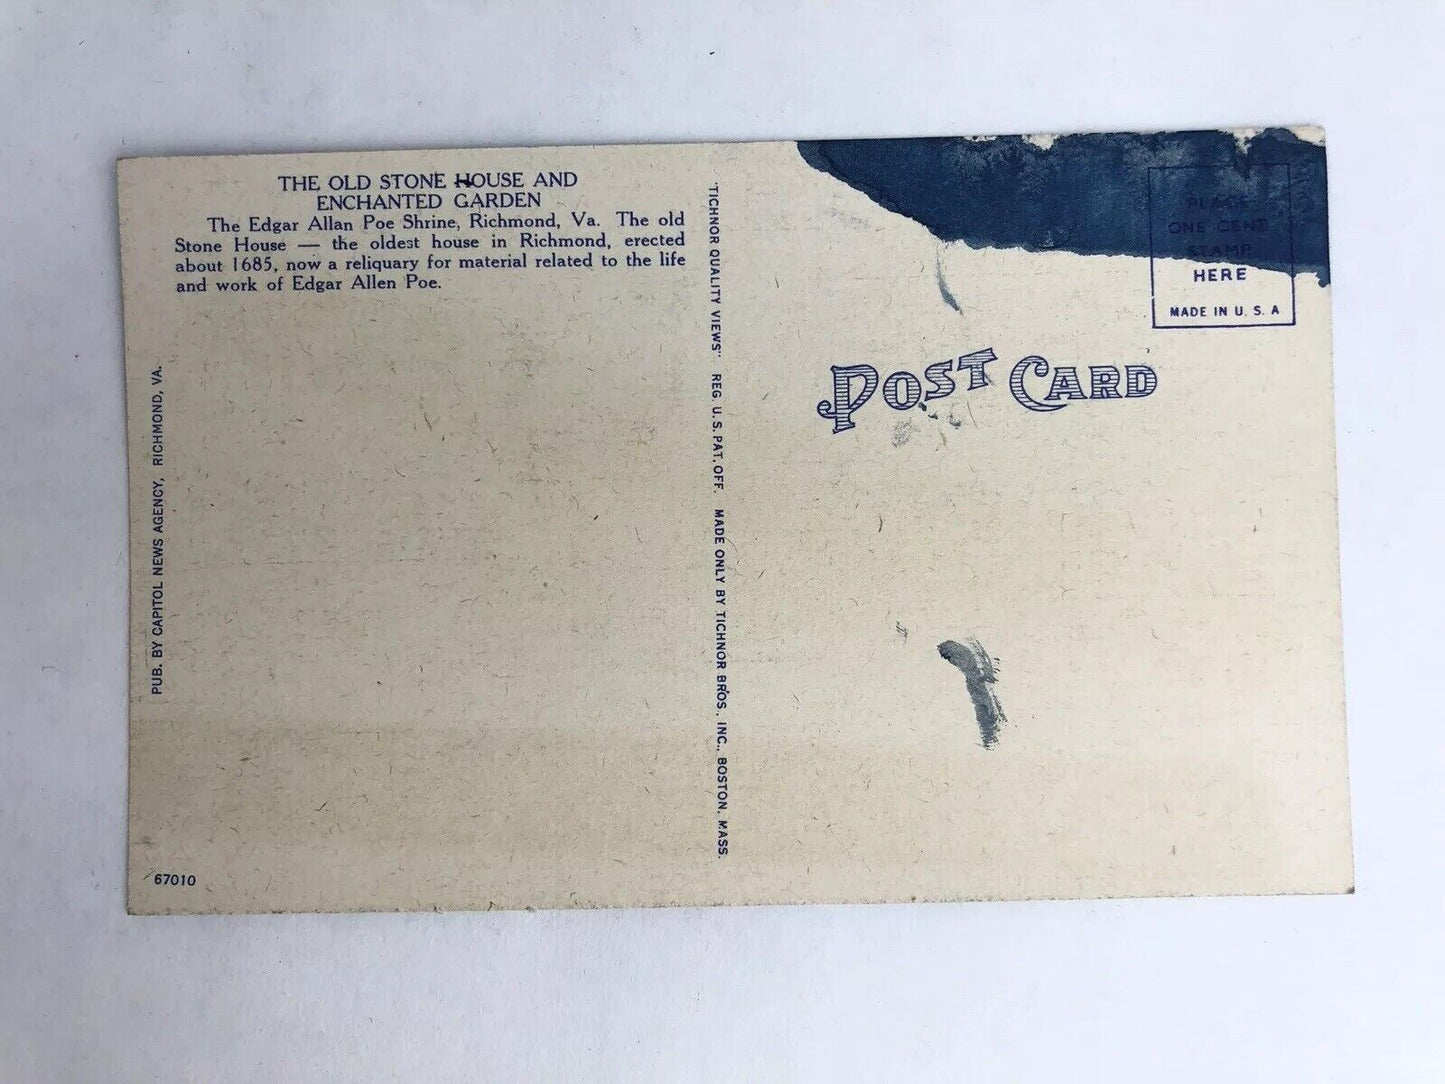 THE OLD STONE HOUSE AND
ENCHANTED GARDEN
The Edgar Allan Poe Shrine, Richmond, Va. The old
Stone House — the oldest house in Richmond, erected
about 1685, now a reliquary for material related to the life
and work of Edgar Allen Poe.
PUB. BY CAPITOL NEWS AGENCY, RICHMOND, VA.
67010
"TICHNOR QUALITY VIEWS" REG. U. S. PAT. OFF. MADE ONLY BY TICHNOR BROS., INC., BOSTON, MASS.
PLACE
ONE CENT
STAMP
HERE
MADE IN U. S. A
POST CARD